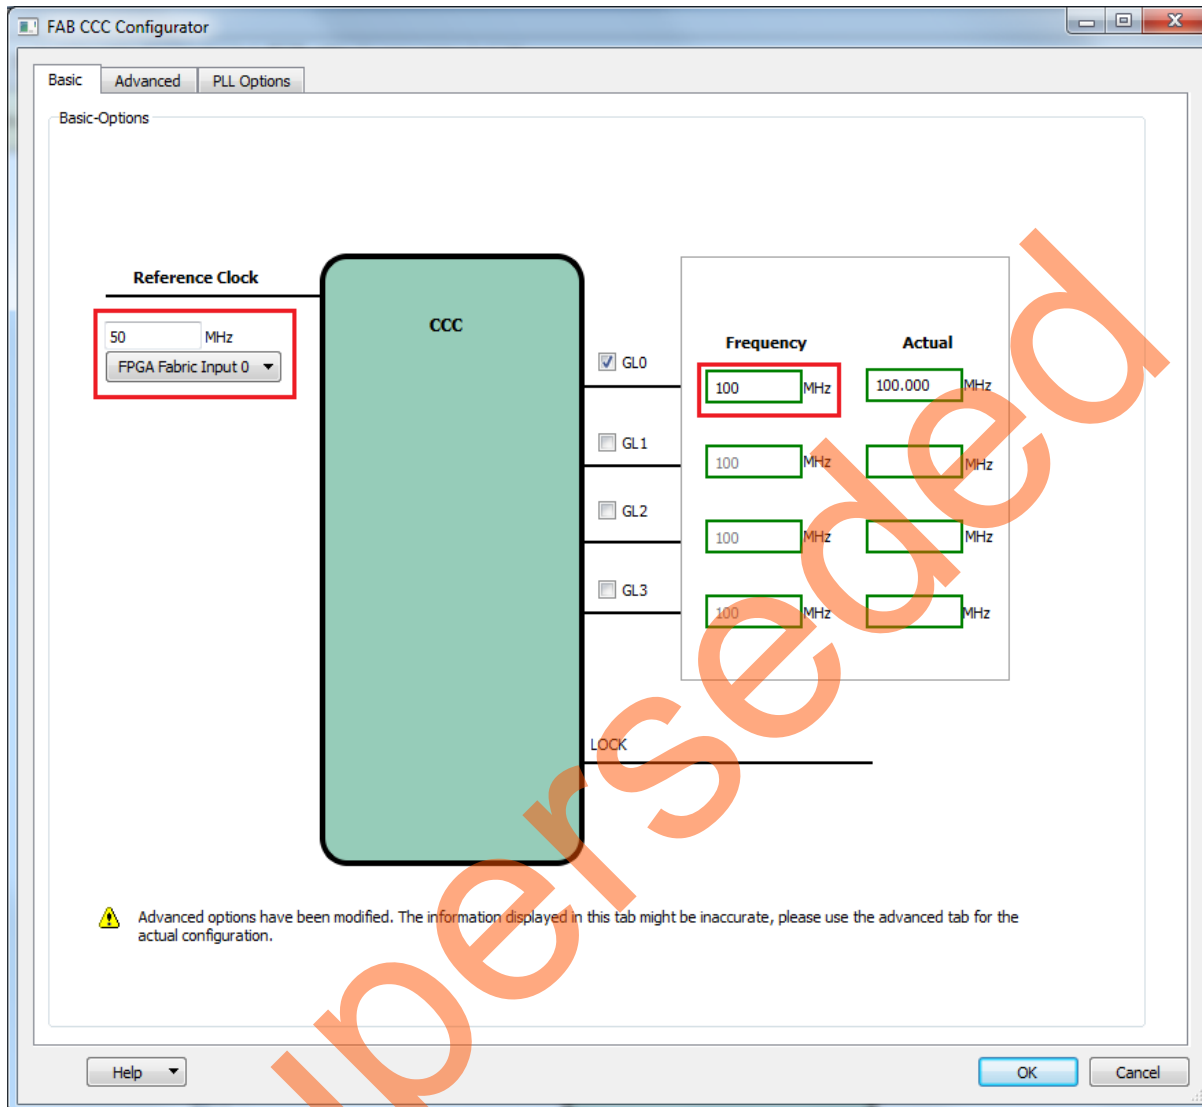 FAB CCC Configurator
Basic
Advanced
PLL Options
Basic-Options
Reference Clock
50 MHz
FPGA Fabric Input 0
CCC
Frequency Actual
GL0 100 MHz 100.000 MHz
GL1 100 MHz MHz
GL2 100 MHz MHz
GL3 100 MHz MHz
LOCK
Advanced options have been modified. The information displayed in this tab might be inaccurate, please use the advanced tab for the
actual configuration.
Help
OK
Cancel
uperseded